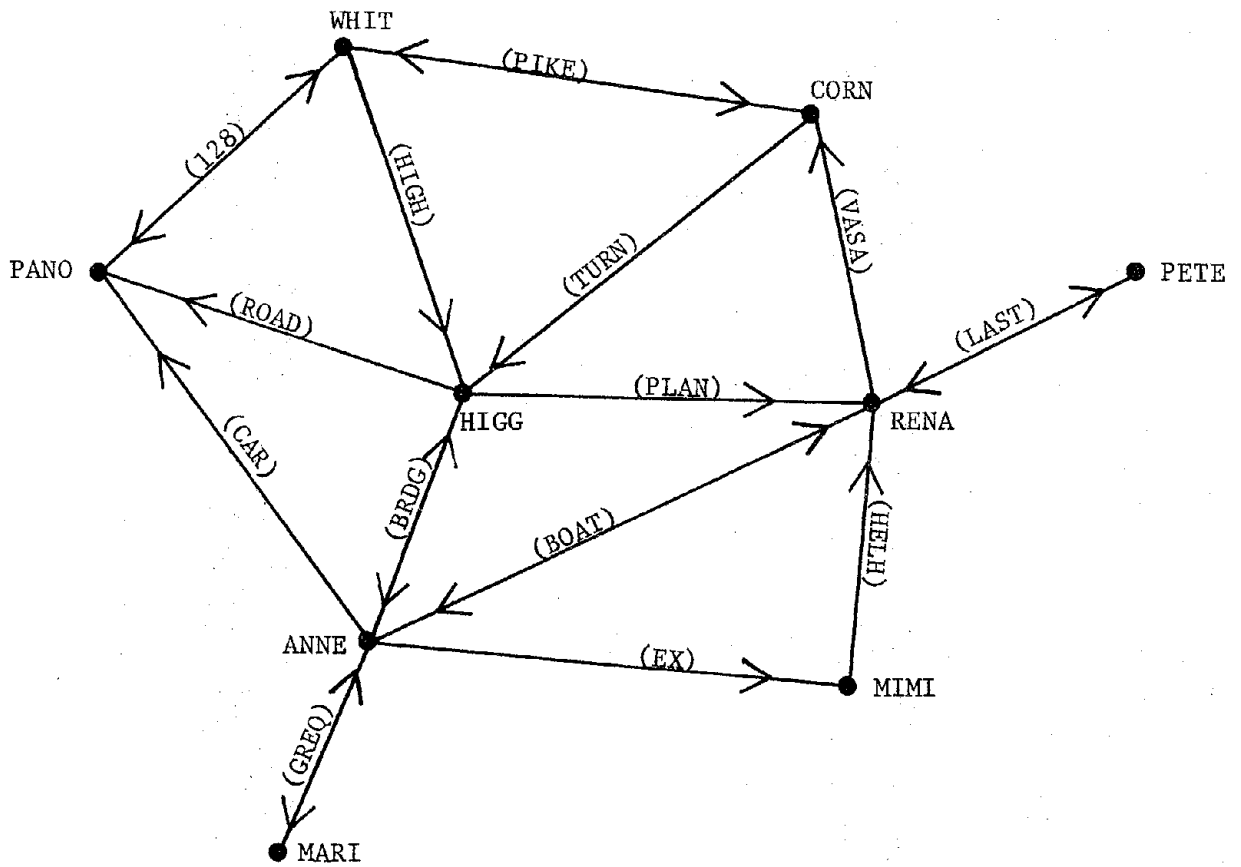 WHIT
(PIKE)
CORN
(128)
(HIGH)
(TURN)
(VASA)
PANO
PETE
(ROAD)
(LAST)
(PLAN)
HIGG
RENA
(CAR)
(BRDG)
(BOAT)
(HELH)
ANNE
(EX)
MIMI
(GREQ)
MARI